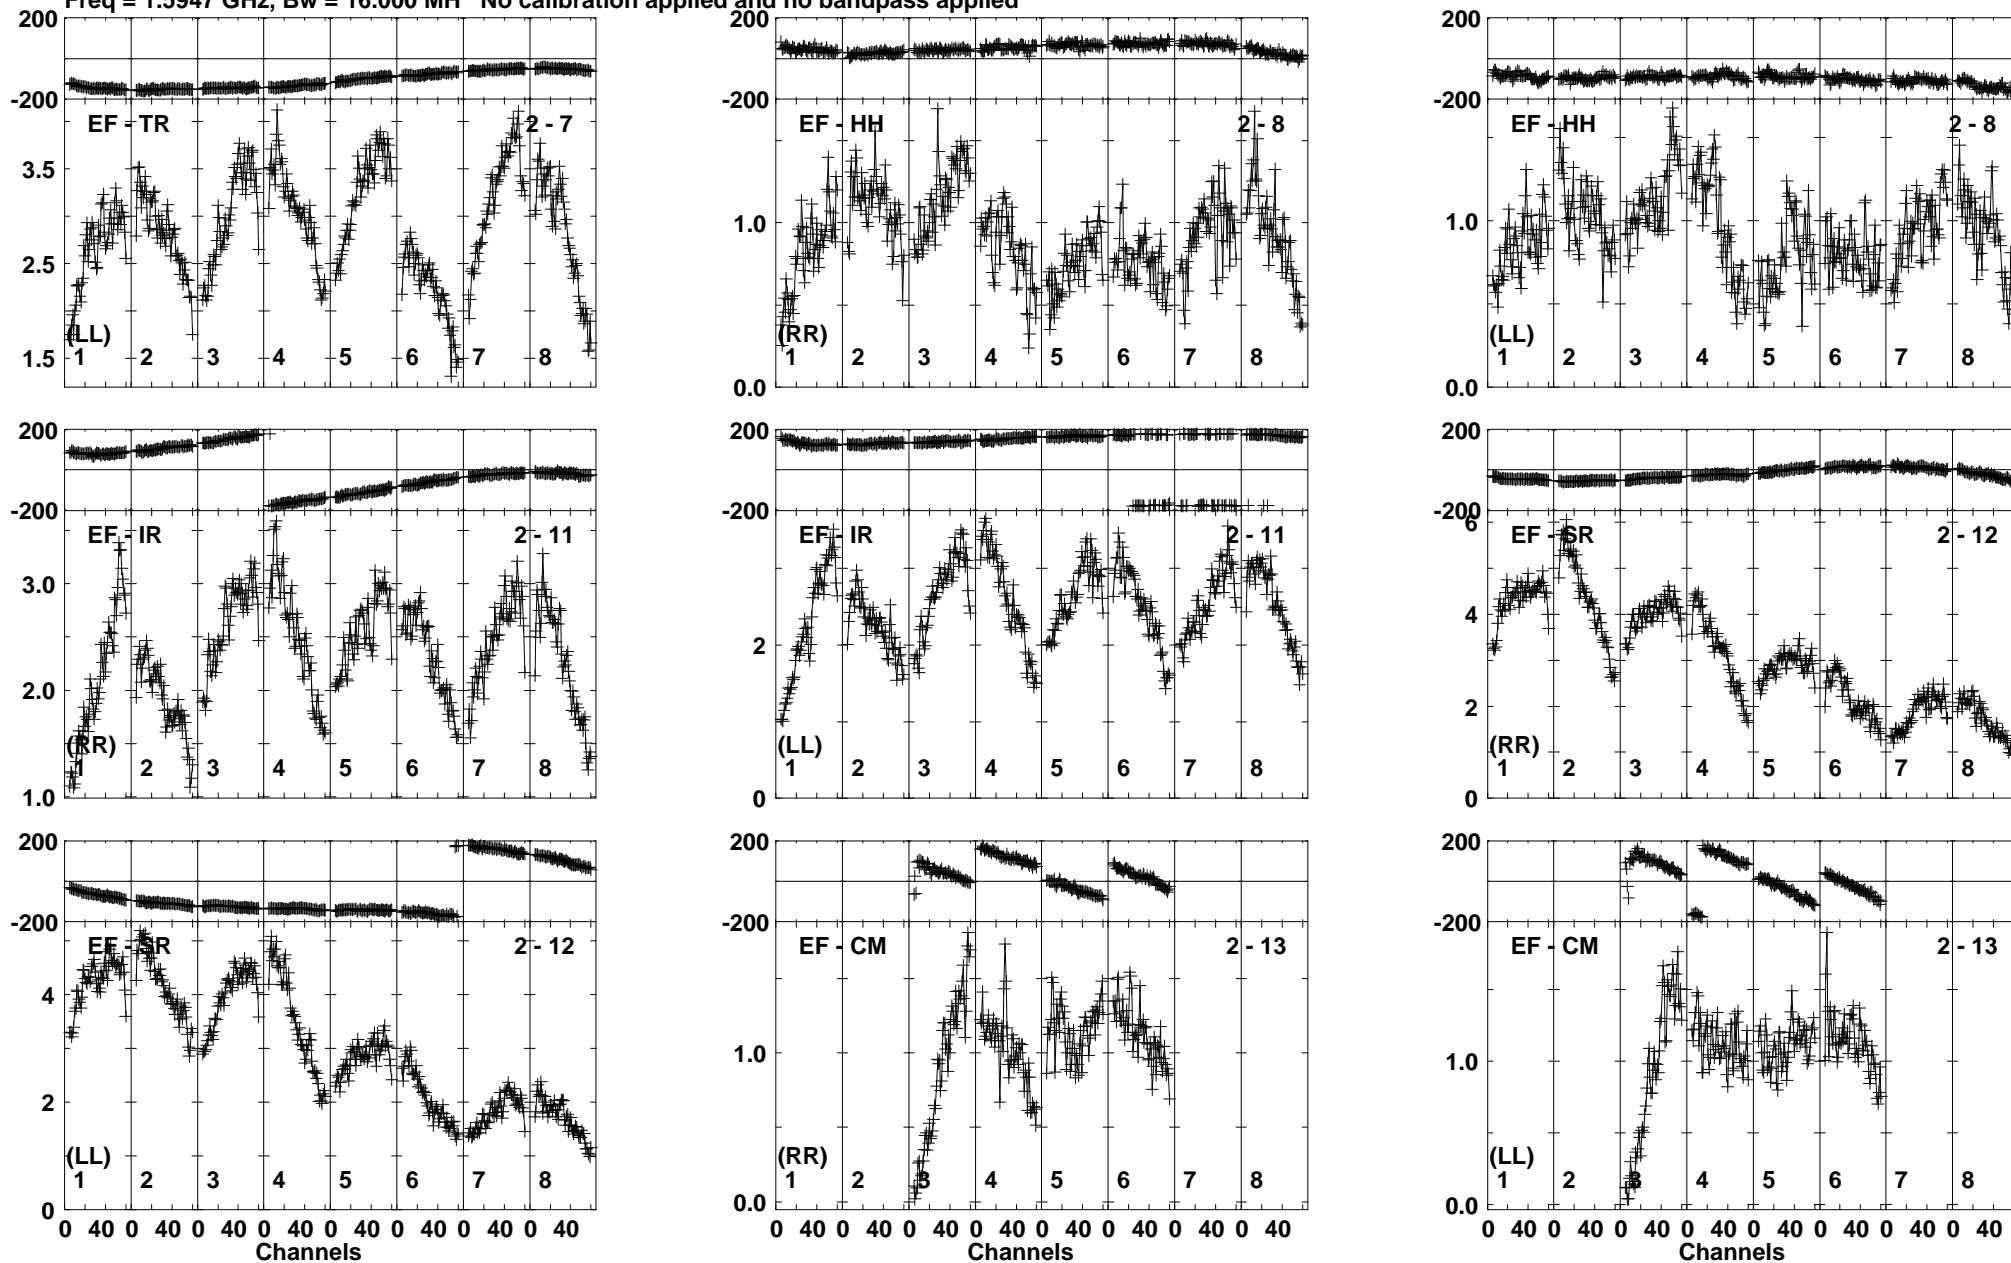 Freq = 1.5947 GHz, Bw = 16.000 MH No calibration applied and no bandpass applied
200 200 200
-200 -200 -200
EF - TR 2 - 7 EF - HH 2 - 8 EF - HH 2 - 8
3.5
2.5 1.0 1.0
(LL) (RR) (LL)
1.5 1 2 3 4 5 6 7 8 1 2 3 4 5 6 7 8 1 2 3 4 5 6 7 8
0.0 0.0
200 200 200
-200 -200 -200
EF - IR 2 - 11 EF - IR 2 - 11 6 EF - SR 2 - 12
3.0 4
2.0 2 2
(RR) (LL) (RR)
1 2 3 4 5 6 7 8 1 2 3 4 5 6 7 8 1 2 3 4 5 6 7 8
1.0 0 0
200 200 200
-200 -200 -200
EF - SR 2 - 12 EF - CM 2 - 13 EF - CM 2 - 13
4
2 1.0 1.0
(LL) (RR) (LL)
1 2 3 4 5 6 7 8 1 2 3 4 5 6 7 8 1 2 3 4 5 6 7 8
0 0.0 0.0
0 40 0 40 0 40 0 40 0 40 0 40 0 40 0 40 0 40 0 40 0 40 0 40 0 40 0 40 0 40 0 40 0 40 0 40 0 40 0 40 0 40 0 40 0 40 0 40
Channels Channels